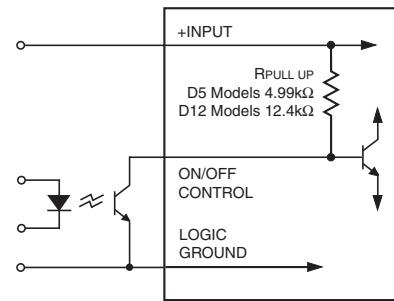 +INPUT
RPULL UP
D5 Models 4.99kΩ
D12 Models 12.4kΩ
ON/OFF
CONTROL
LOGIC
GROUND